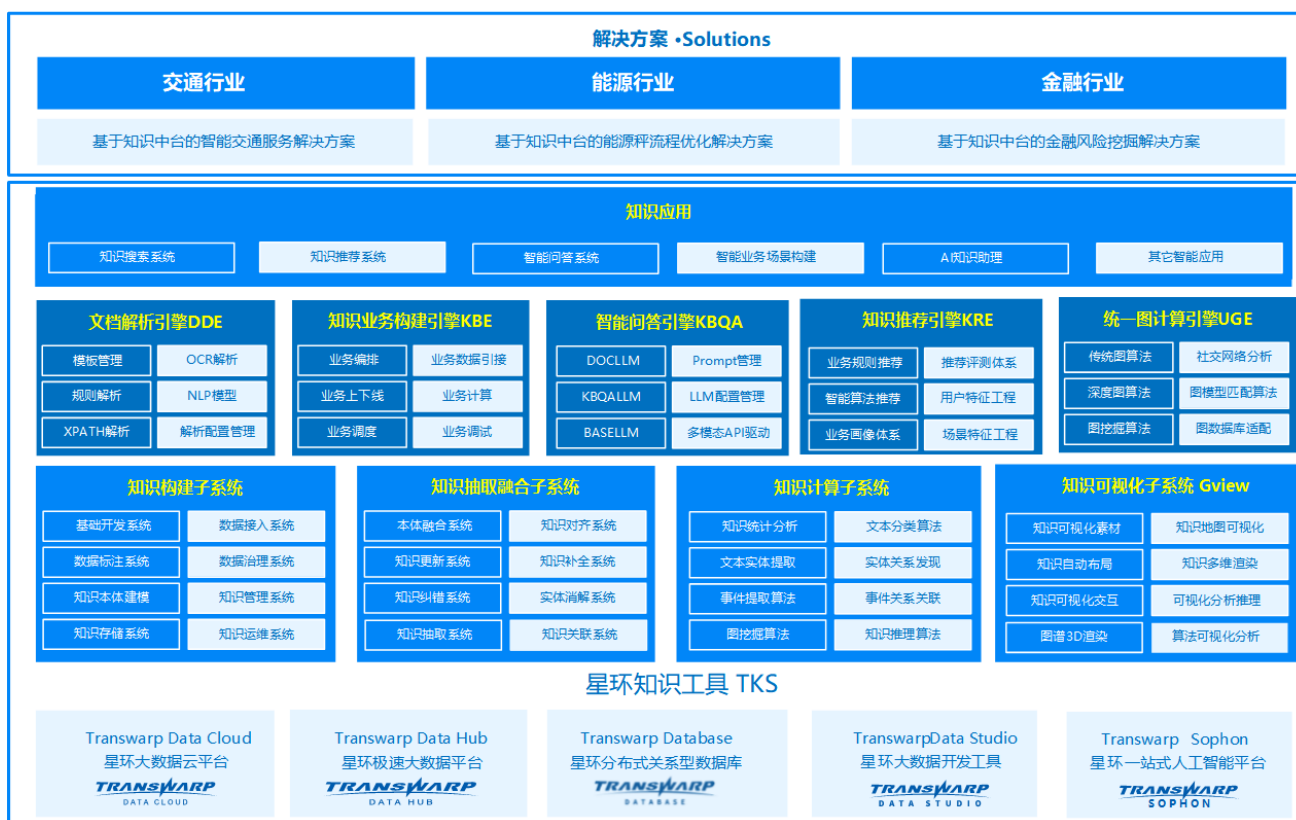 解决方案 •Solutions
交通行业
能源行业
金融行业
基于知识中台的智能交通服务解决方案
基于知识中台的能源秤流程优化解决方案
基于知识中台的金融风险挖掘解决方案
知识应用
知识搜索系统
知识推荐系统
智能问答系统
智能业务场景构建
AI知识助理
其它智能应用
文档解析引擎DDE
模板管理
OCR解析
规则解析
NLP模型
XPATH解析
解析配置管理
知识业务构建引擎KBE
业务编排
业务数据引接
业务上下线
业务计算
业务调度
业务调试
智能问答引擎KBQA
DOCLLM
Prompt管理
KBQALLM
LLM配置管理
BASELLM
多模态API驱动
知识推荐引擎KRE
业务规则推荐
推荐评测体系
智能算法推荐
用户特征工程
业务画像体系
场景特征工程
统一图计算引擎UGE
传统图算法
社交网络分析
深度图算法
图模型匹配算法
图挖掘算法
图数据库适配
知识构建子系统
基础开发系统
数据接入系统
数据标注系统
数据治理系统
知识本体建模
知识管理系统
知识存储系统
知识运维系统
知识抽取融合子系统
本体融合系统
知识对齐系统
知识更新系统
知识补全系统
知识纠错系统
实体消解系统
知识抽取系统
知识关联系统
知识计算子系统
知识统计分析
文本分类算法
文本实体提取
实体关系发现
事件提取算法
事件关系关联
图挖掘算法
知识推理算法
知识可视化子系统 Gview
知识可视化素材
知识地图可视化
知识自动布局
知识多维渲染
知识可视化交互
可视化分析推理
图谱3D渲染
算法可视化分析
星环知识工具 TKS
Transwarp Data Cloud
星环大数据云平台
TRANSWARP
DATA CLOUD
Transwarp Data Hub
星环极速大数据平台
TRANSWARP
DATA HUB
Transwarp Database
星环分布式关系型数据库
TRANSWARP
DATABASE
TranswarpData Studio
星环大数据开发工具
TRANSWARP
DATA STUDIO
Transwarp Sophon
星环一站式人工智能平台
TRANSWARP
SOPHON